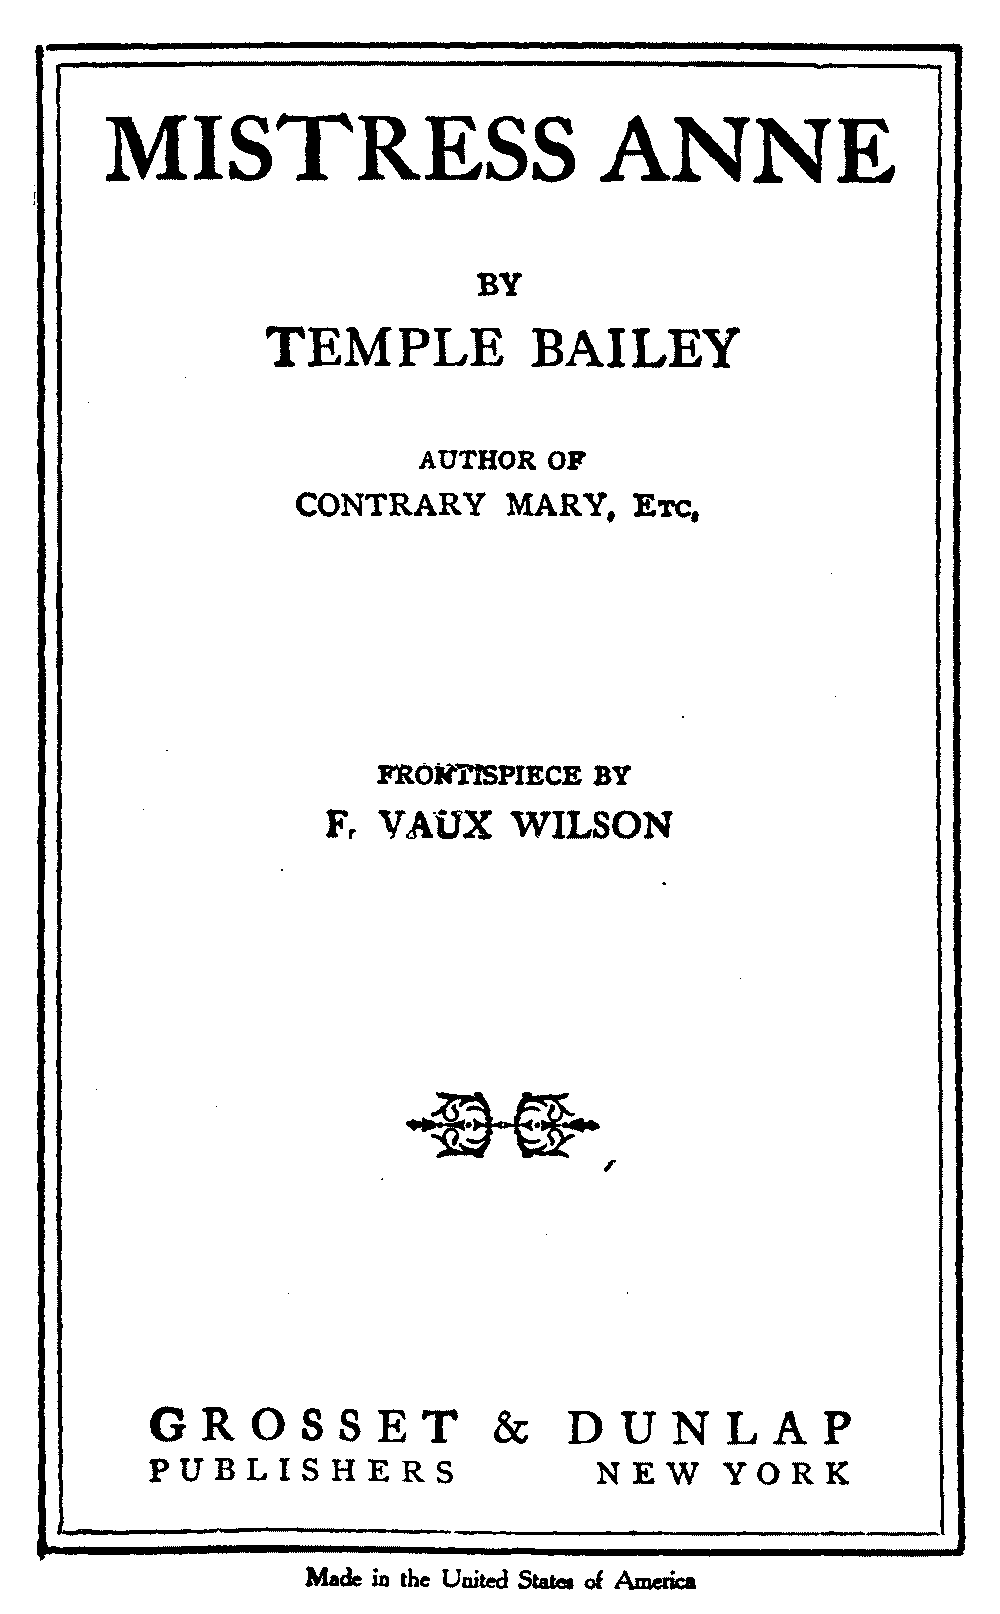 MISTRESS ANNE
BY
TEMPLE BAILEY
AUTHOR OF
CONTRARY MARY, ETC.
FRONTISPIECE BY
F. VAUX WILSON
GROSSET & DUNLAP
PUBLISHERS NEW YORK
Made in the United States of America